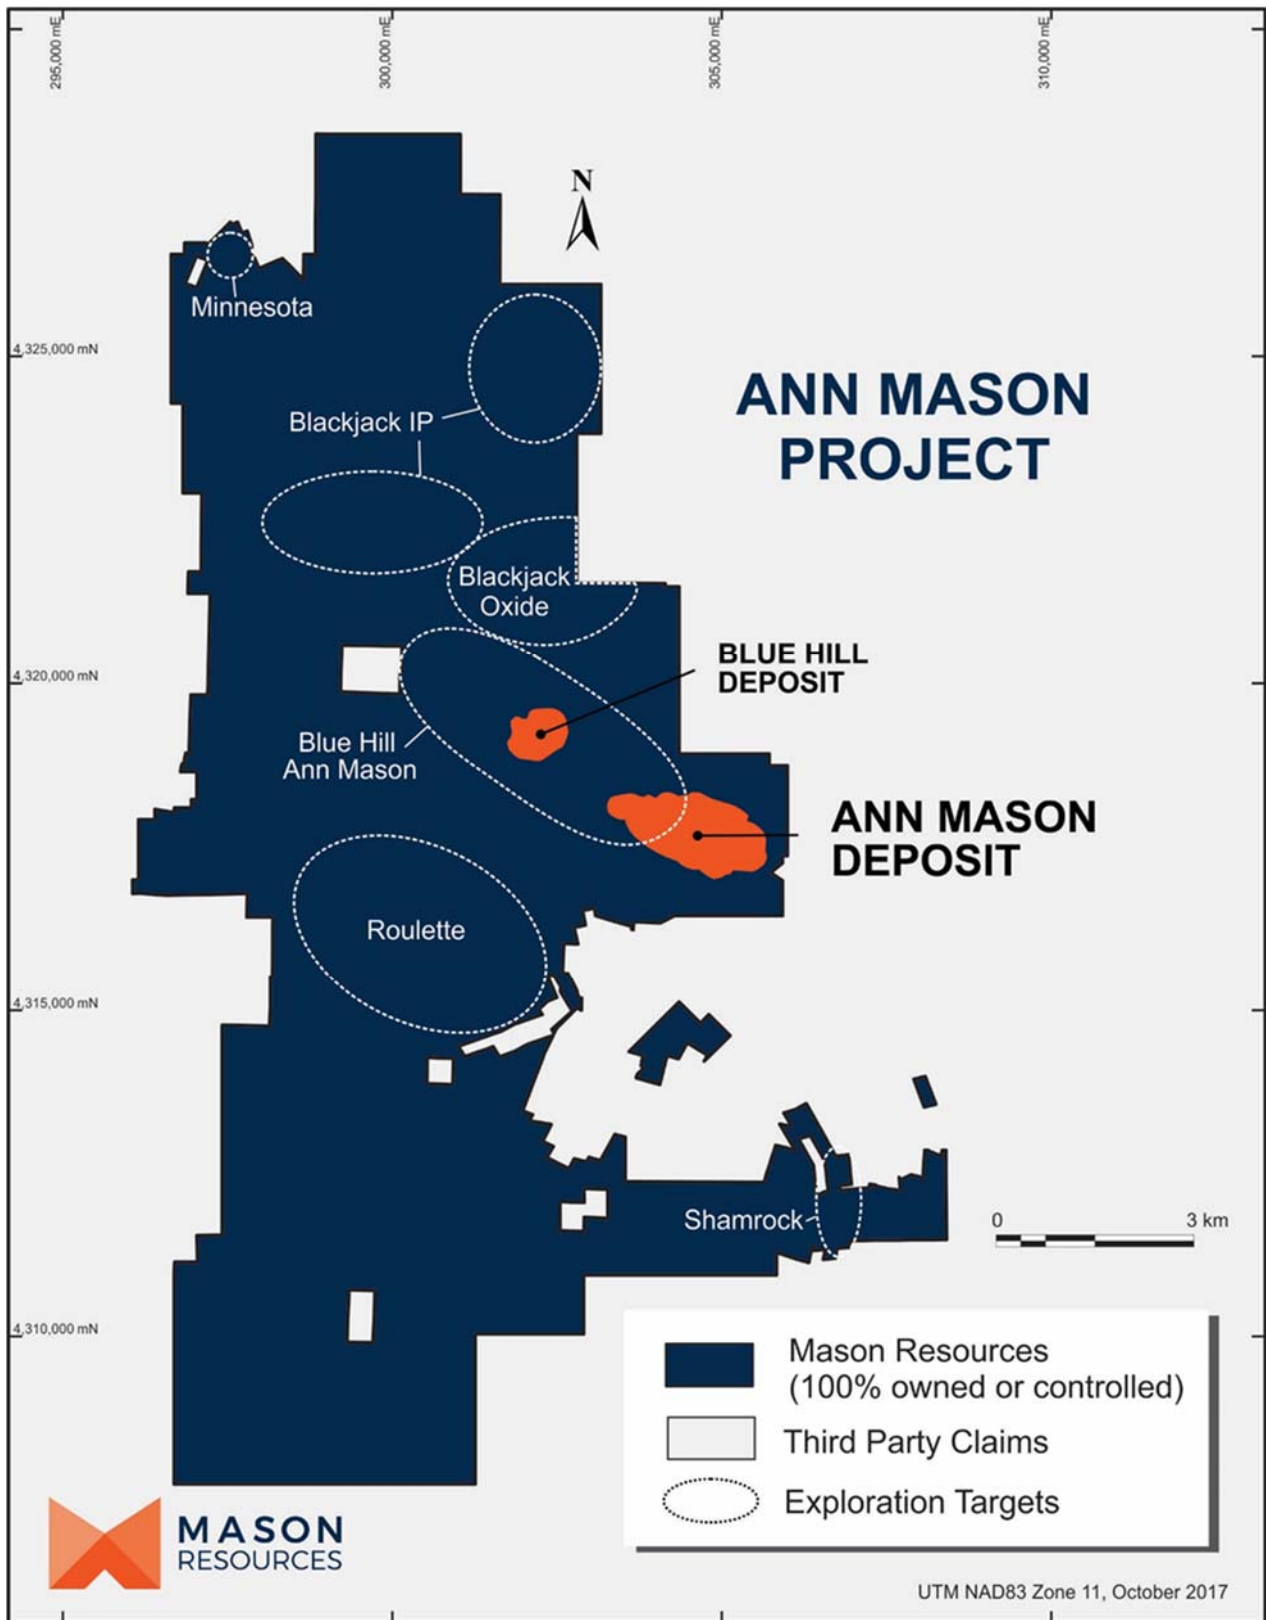 295,000 mE
300,000 mE
305,000 mE
310,000 mE
N
Minnesota
4,325,000 mN
ANN MASON
PROJECT
Blackjack IP
Blackjack
Oxide
BLUE HILL
DEPOSIT
4,320,000 mN
Blue Hill
Ann Mason
ANN MASON
DEPOSIT
Roulette
4,315,000 mN
Shamrock
0
3 km
4,310,000 mN
Mason Resources
(100% owned or controlled)
Third Party Claims
Exploration Targets
MASON
RESOURCES
UTM NAD83 Zone 11, October 2017